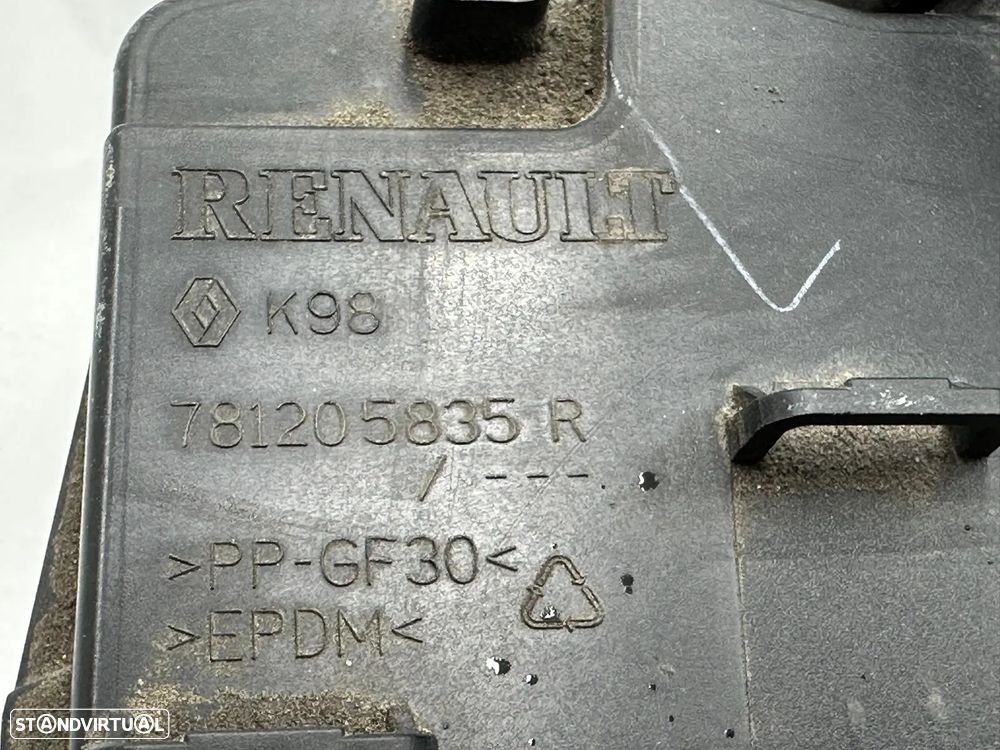 RENAULT
K98
781205835 R
/ ---
>PP-GF30<
>EPDM<
STANDVIRTUAL